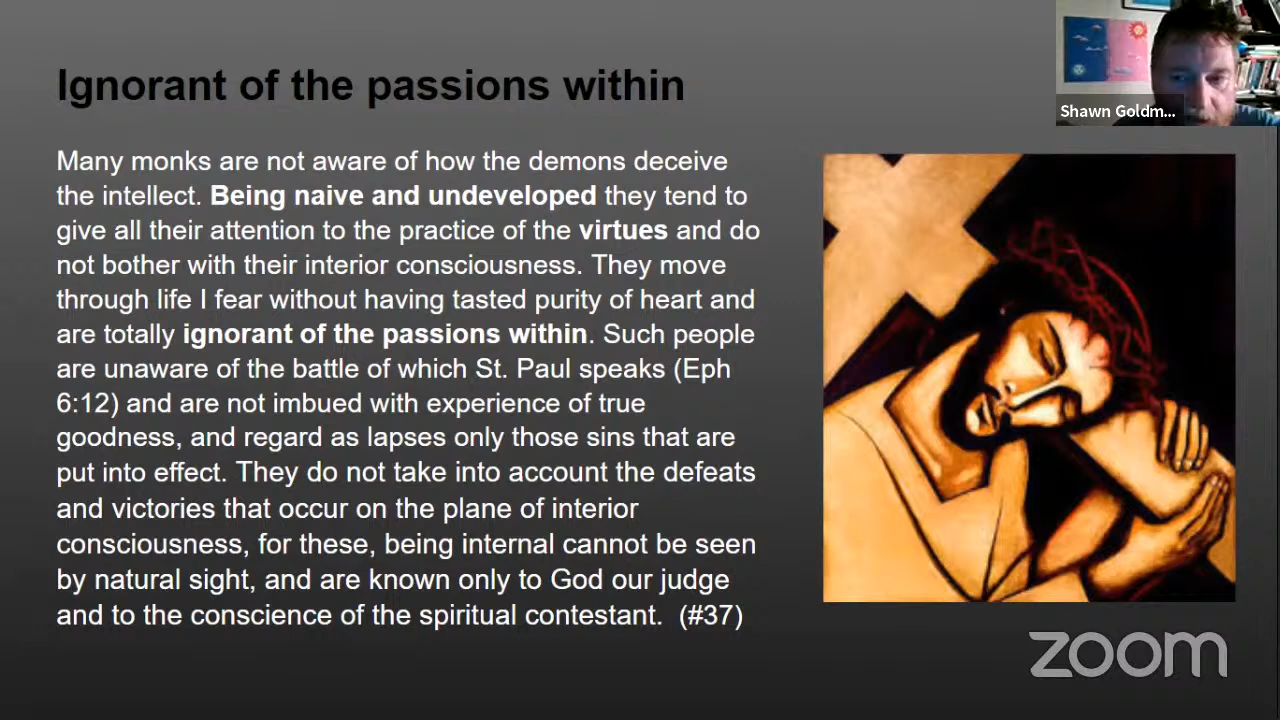 Ignorant of the passions within
Shawn Goldm...
Many monks are not aware of how the demons deceive
the intellect. Being naive and undeveloped they tend to
give all their attention to the practice of the virtues and do
not bother with their interior consciousness. They move
through life I fear without having tasted purity of heart and
are totally ignorant of the passions within. Such people
are unaware of the battle of which St. Paul speaks (Eph
6:12) and are not imbued with experience of true
goodness, and regard as lapses only those sins that are
put into effect. They do not take into account the defeats
and victories that occur on the plane of interior
consciousness, for these, being internal cannot be seen
by natural sight, and are known only to God our judge
and to the conscience of the spiritual contestant. (#37)
zoom